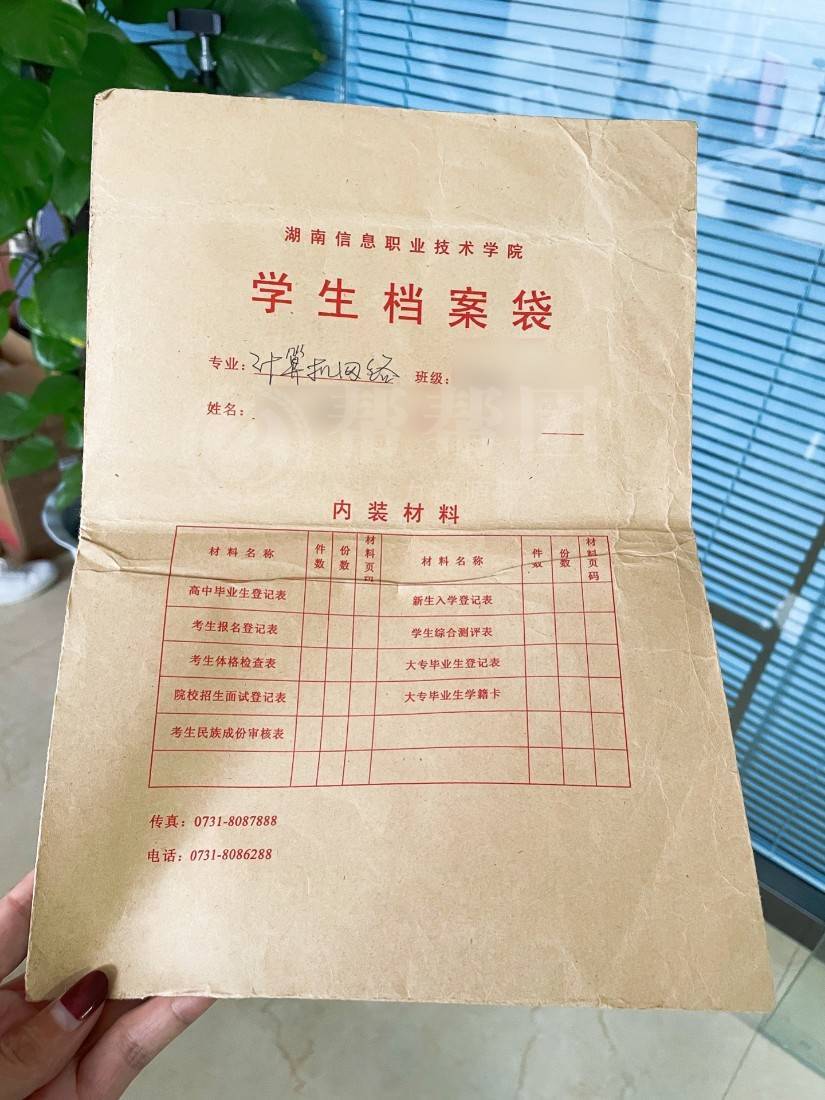 湖南信息职业技术学院
学生档案袋
专业：计算机网络 班级：
姓名：
帮帮图
内装材料
材料名称 件数 份数 材料页码 材料名称 件数 份数 材料页码
高中毕业生登记表 新生入学登记表
考生报名登记表 学生综合测评表
考生体格检查表 大专毕业生登记表
院校招生面试登记表 大专毕业生学籍卡
考生民族成份审核表
传真：0731-8087888
电话：0731-8086288